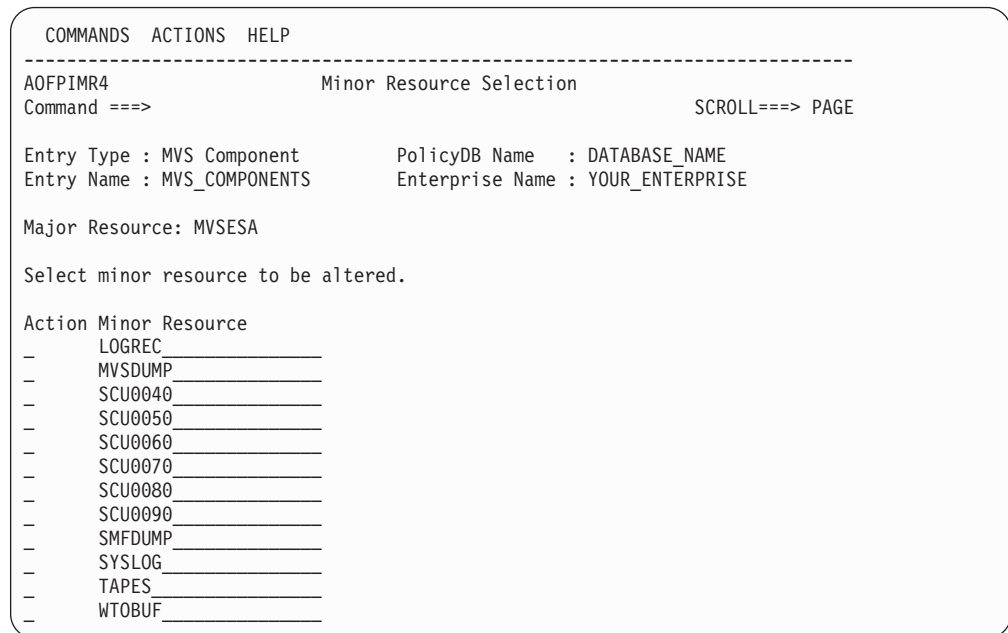 COMMANDS ACTIONS HELP
-------------------------------------------------------------------------------
AOFPIMR4 Minor Resource Selection
Command ===> SCROLL===> PAGE
Entry Type : MVS Component PolicyDB Name : DATABASE_NAME
Entry Name : MVS_COMPONENTS Enterprise Name : YOUR_ENTERPRISE
Major Resource: MVSESA
Select minor resource to be altered.
Action Minor Resource
_ LOGREC_______________
_ MVSDUMP______________
_ SCU0040______________
_ SCU0050______________
_ SCU0060______________
_ SCU0070______________
_ SCU0080______________
_ SCU0090______________
_ SMFDUMP______________
_ SYSLOG_______________
_ TAPES________________
_ WTOBUF_______________